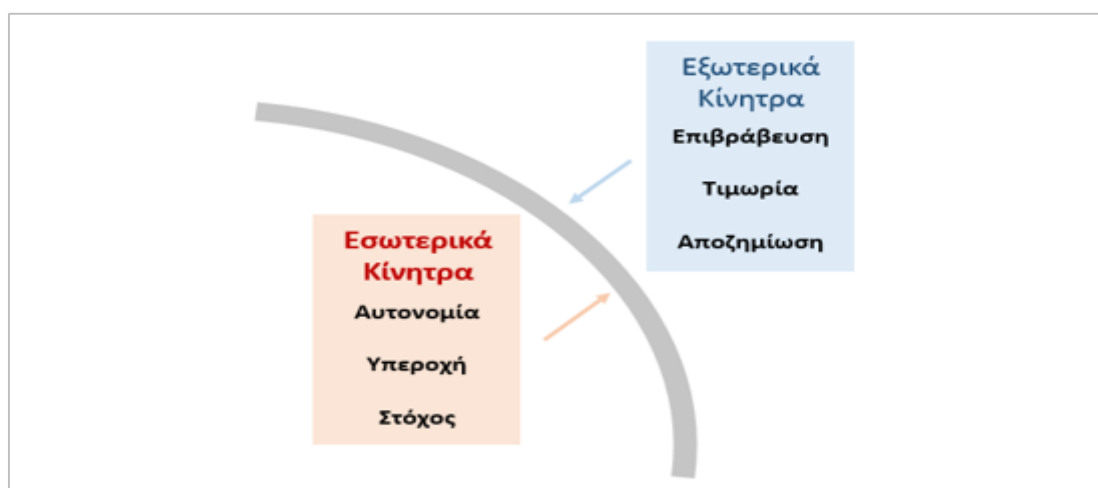 Εξωτερικά
Κίνητρα
Επιβράβευση
Τιμωρία
Αποζημίωση
Εσωτερικά
Κίνητρα
Αυτονομία
Υπεροχή
Στόχος